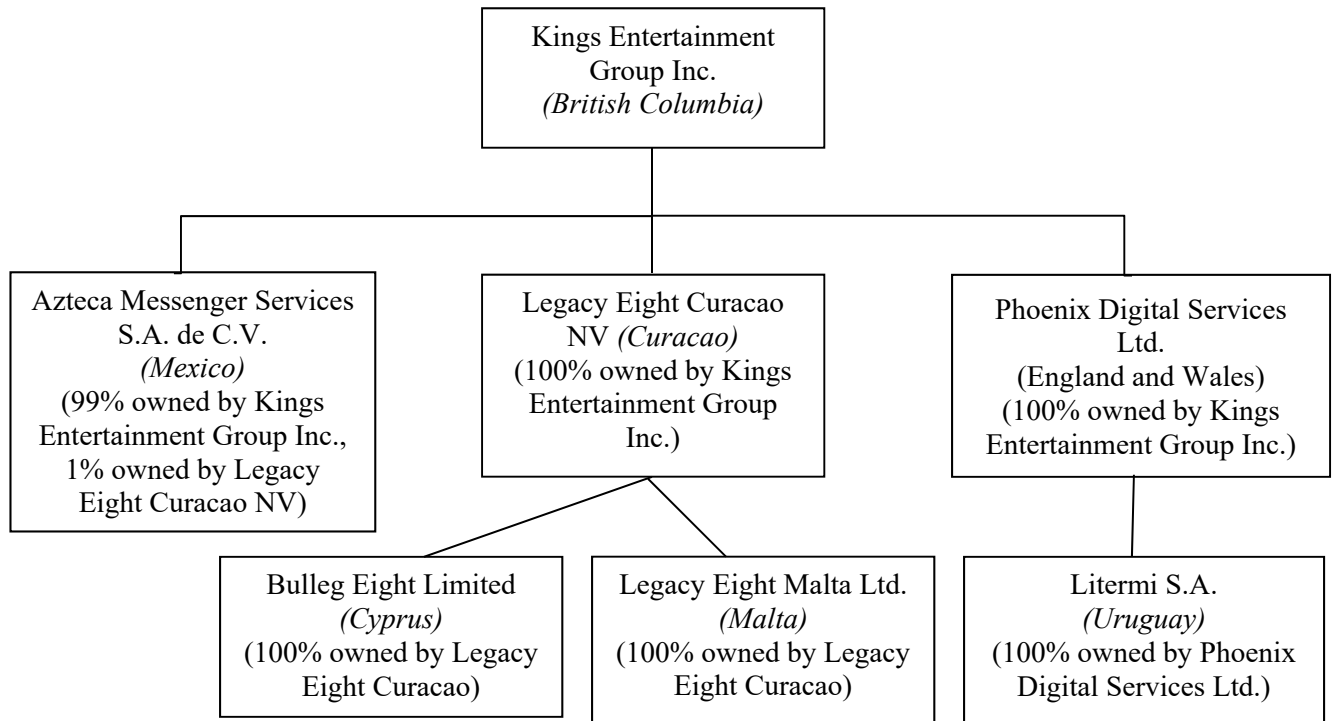 Kings Entertainment
Group Inc.
(British Columbia)
Azteca Messenger Services
S.A. de C.V.
(Mexico)
(99% owned by Kings
Entertainment Group Inc.,
1% owned by Legacy
Eight Curacao NV)
Legacy Eight Curacao
NV (Curacao)
(100% owned by Kings
Entertainment Group
Inc.)
Phoenix Digital Services
Ltd.
(England and Wales)
(100% owned by Kings
Entertainment Group Inc.)
Bulleg Eight Limited
(Cyprus)
(100% owned by Legacy
Eight Curacao)
Legacy Eight Malta Ltd.
(Malta)
(100% owned by Legacy
Eight Curacao)
Litermi S.A.
(Uruguay)
(100% owned by Phoenix
Digital Services Ltd.)